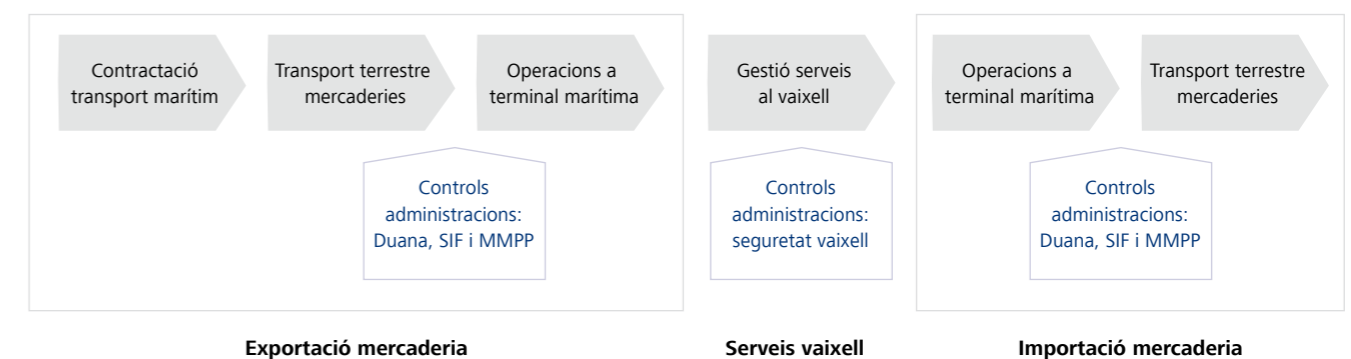 Contractació
transport marítim
Transport terrestre
mercaderies
Operacions a
terminal marítima
Gestió serveis
al vaixell
Operacions a
terminal marítima
Transport terrestre
mercaderies
Controls
administracions:
Duana, SIF i MMPP
Controls
administracions:
seguretat vaixell
Controls
administracions:
Duana, SIF i MMPP
Exportació mercaderia
Serveis vaixell
Importació mercaderia